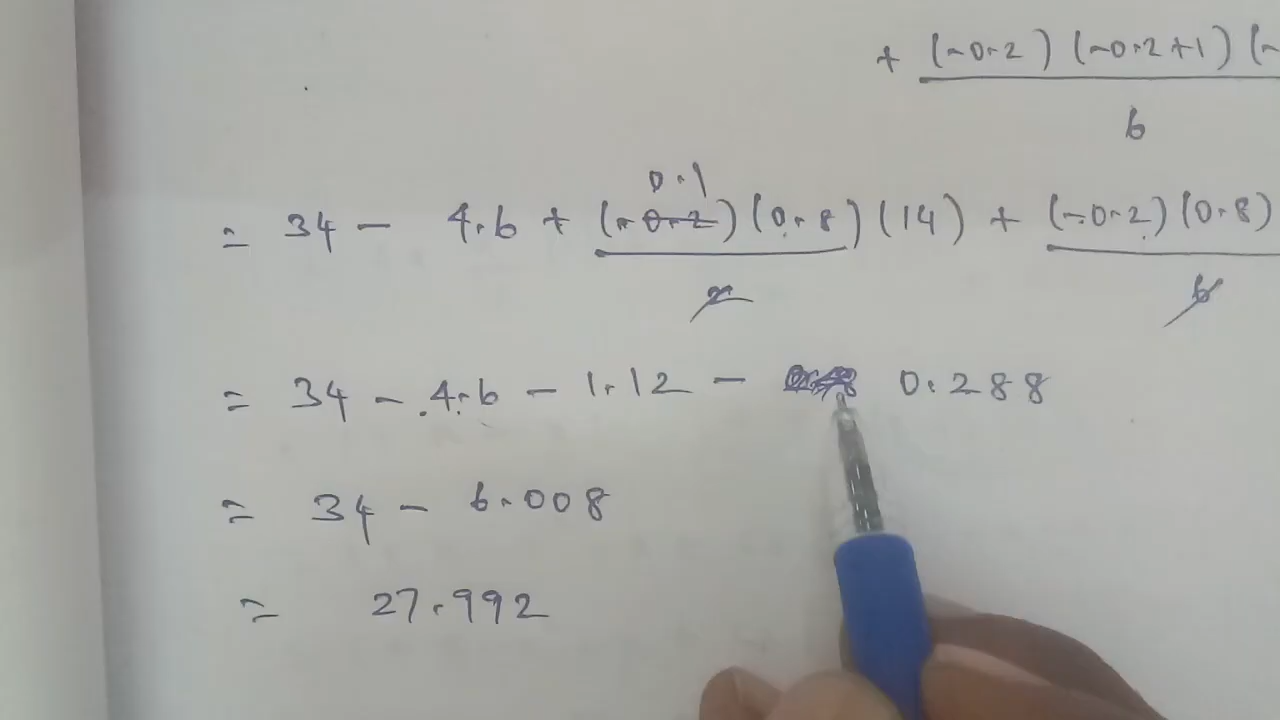 + (-0.2) (-0.2+1) (-
6
0.1
= 34 - 4.6 + (-0.2) (0.8) (14) + (-0.2) (0.8)
2 6
= 34 - 4.6 - 1.12 - 0.288
= 34 - 6.008
= 27.992